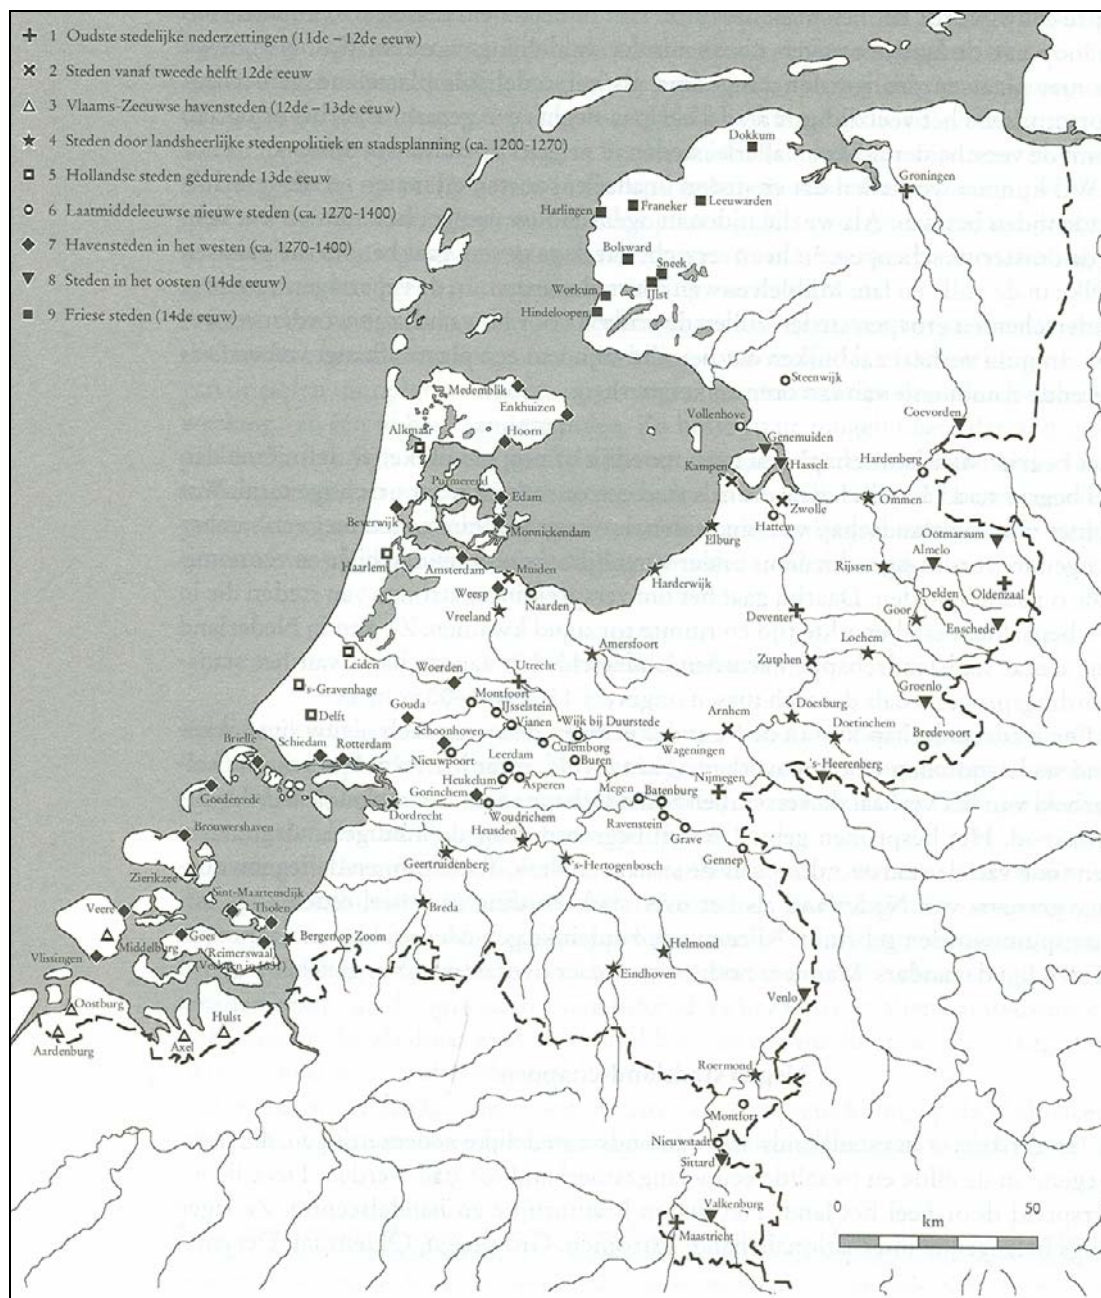 1 Oudste stedelijke nederzettingen (11de – 12de eeuw)
2 Steden vanaf tweede helft 12de eeuw
3 Vlaams-Zeeuwse havensteden (12de – 13de eeuw)
4 Steden door landsheerlijke stedenpolitiek en stadsplanning (ca. 1200-1270)
5 Hollandse steden gedurende 13de eeuw
6 Laatmiddeleeuwse nieuwe steden (ca. 1270-1400)
7 Havensteden in het westen (ca. 1270-1400)
8 Steden in het oosten (14de eeuw)
9 Friese steden (14de eeuw)
Dokkum
Groningen
Leeuwarden
Franeker
Harlingen
Bolsward
Sneek
Workum
IJlst
Hindeloopen
Steenwijk
Medemblik
Enkhuizen
Vollenhove
Coevorden
Alkmaar
Hoorn
Genemuiden
Hasselt
Hardenberg
Kampen
Purmerend
Edam
Zwolle
Ommen
Beverwijk
Monnickendam
Hattem
Elburg
Ootmarsum
Almelo
Haarlem
Amsterdam
Muiden
Harderwijk
Rijssen
Oldenzaal
Weesp
Naarden
Delden
Vreeland
Deventer
Goor
Enschede
Amersfoort
Lochem
Leiden
Woerden
Utrecht
Zutphen
's-Gravenhage
Montfoort
IJsselstein
Groenlo
Gouda
Doesburg
Delft
Vianen
Wijk bij Duurstede
Arnhem
Doetinchem
Schoonhoven
Culemborg
Wageningen
Bredevoort
Brielle
Schiedam
Rotterdam
Nieuwpoort
Leerdam
Buren
's-Heerenberg
Heukelum
Asperen
Nijmegen
Goedereede
Gorinchem
Megen
Batenburg
Dordrecht
Woudrichem
Ravenstein
Brouwershaven
Heusden
Grave
Geertruidenberg
's-Hertogenbosch
Gennep
Zierikzee
Sint-Maartensdijk
Breda
Veere
Tholen
Goes
Bergen op Zoom
Middelburg
Reimerswaal
(Verloren in 1631)
Helmond
Vlissingen
Eindhoven
Oostburg
Hulst
Venlo
Aardenburg
Axel
Roermond
Montfort
Nieuwstadt
Sittard
Valkenburg
Maastricht
0
50
km